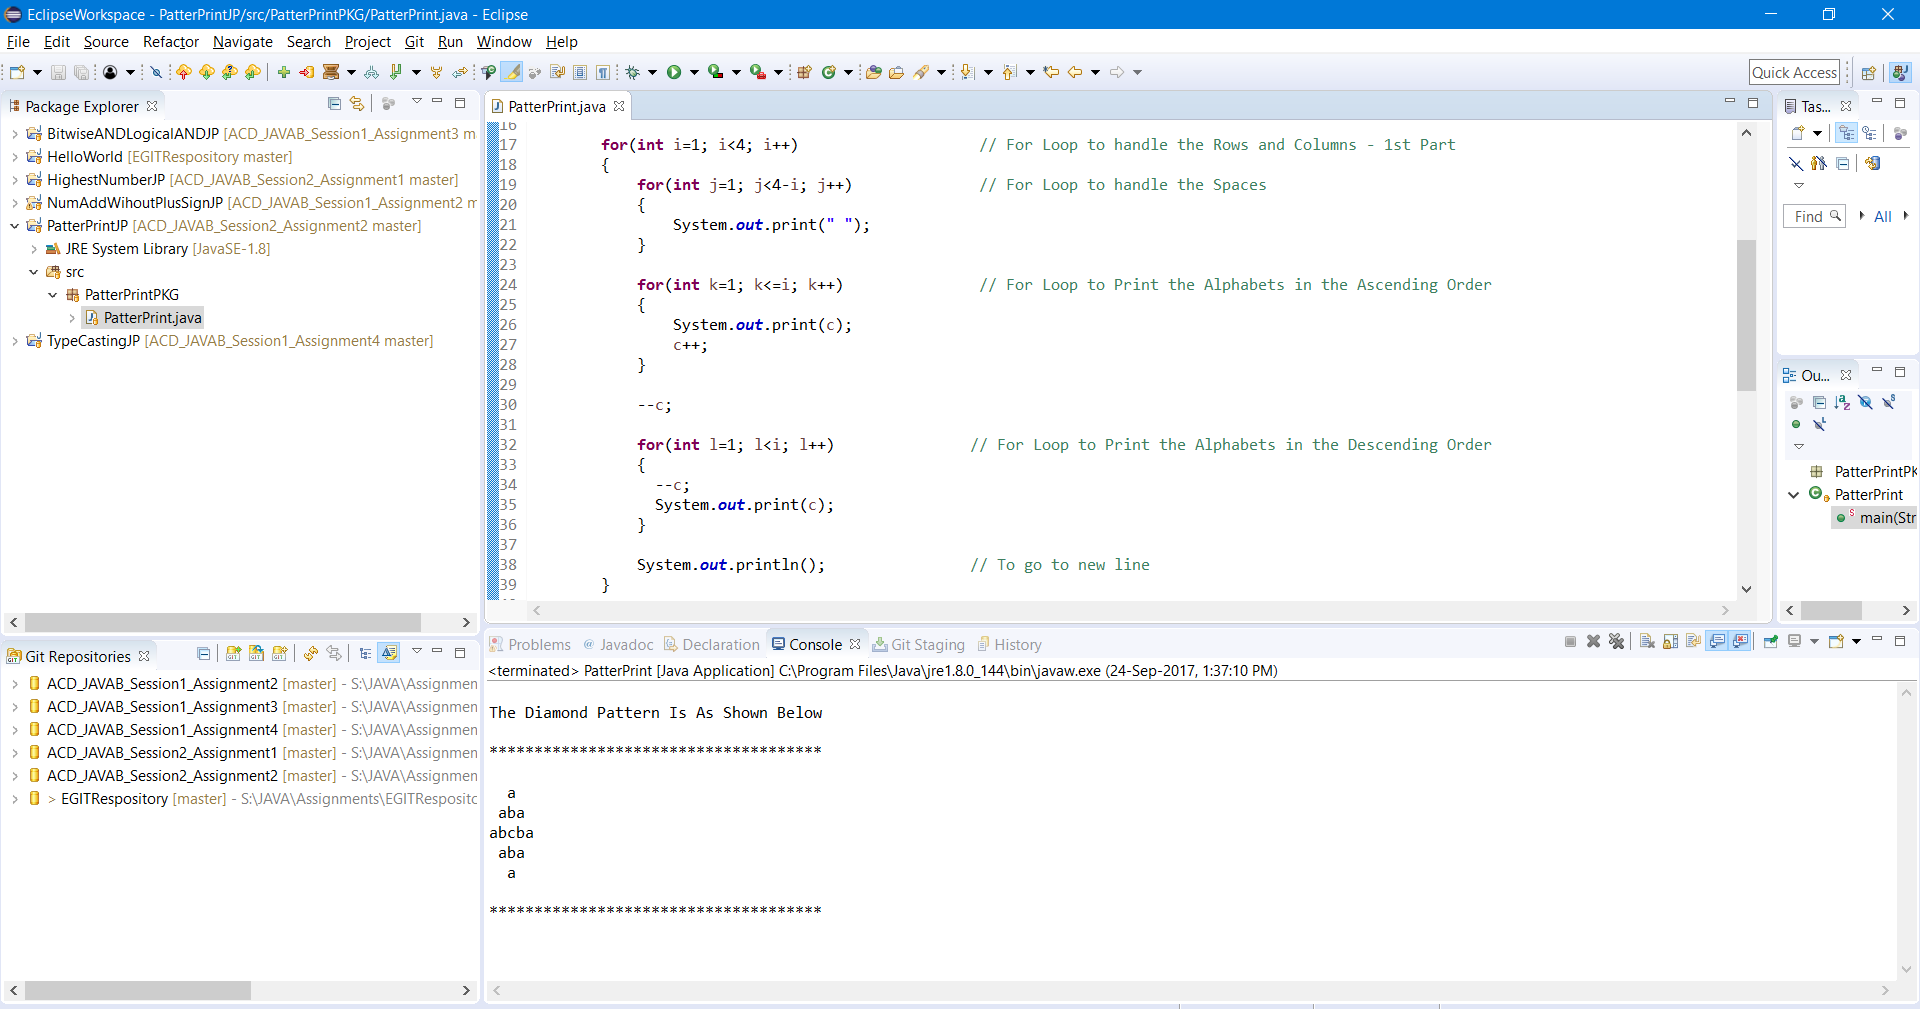 EclipseWorkspace - PatterPrintJP/src/PatterPrintPKG/PatterPrint.java - Eclipse
File Edit Source Refactor Navigate Search Project Git Run Window Help
Quick Access
Package Explorer
BitwiseANDLogicalANDJP [ACD_JAVAB_Session1_Assignment3 m
HelloWorld [EGITRespository master]
HighestNumberJP [ACD_JAVAB_Session2_Assignment1 master]
NumAddWihoutPlusSignJP [ACD_JAVAB_Session1_Assignment2 m
PatterPrintJP [ACD_JAVAB_Session2_Assignment2 master]
JRE System Library [JavaSE-1.8]
src
PatterPrintPKG
PatterPrint.java
TypeCastingJP [ACD_JAVAB_Session1_Assignment4 master]
PatterPrint.java
16
17 for(int i=1; i<4; i++) // For Loop to handle the Rows and Columns - 1st Part
18 {
19 for(int j=1; j<4-i; j++) // For Loop to handle the Spaces
20 {
21 System.out.print(" ");
22 }
23
24 for(int k=1; k<=i; k++) // For Loop to Print the Alphabets in the Ascending Order
25 {
26 System.out.print(c);
27 c++;
28 }
29
30 --c;
31
32 for(int l=1; l<i; l++) // For Loop to Print the Alphabets in the Descending Order
33 {
34 --c;
35 System.out.print(c);
36 }
37
38 System.out.println(); // To go to new line
39 }
Tas...
Find All
Ou...
PatterPrintPK
PatterPrint
main(Str
Git Repositories
ACD_JAVAB_Session1_Assignment2 [master] - S:\JAVA\Assignmen
ACD_JAVAB_Session1_Assignment3 [master] - S:\JAVA\Assignmen
ACD_JAVAB_Session1_Assignment4 [master] - S:\JAVA\Assignmen
ACD_JAVAB_Session2_Assignment1 [master] - S:\JAVA\Assignmen
ACD_JAVAB_Session2_Assignment2 [master] - S:\JAVA\Assignmen
> EGITRespository [master] - S:\JAVA\Assignments\EGITRespositc
Problems @ Javadoc Declaration Console Git Staging History
<terminated> PatterPrint [Java Application] C:\Program Files\Java\jre1.8.0_144\bin\javaw.exe (24-Sep-2017, 1:37:10 PM)
The Diamond Pattern Is As Shown Below
*************************************
a
aba
abcba
aba
a
*************************************